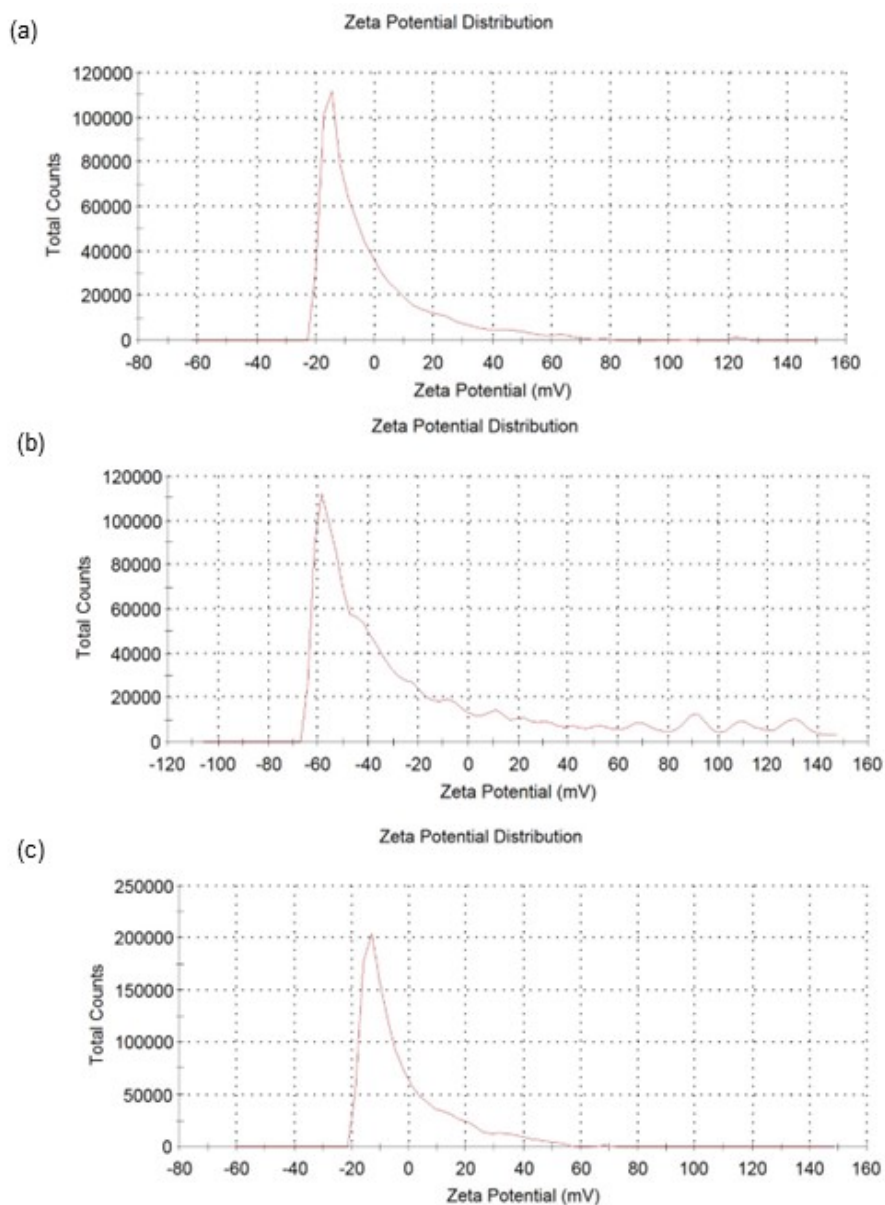 (a)
Zeta Potential Distribution
120000
100000
80000
60000
40000
20000
0
Total Counts
-80 -60 -40 -20 0 20 40 60 80 100 120 140 160
Zeta Potential (mV)
(b)
Zeta Potential Distribution
120000
100000
80000
60000
40000
20000
0
Total Counts
-120 -100 -80 -60 -40 -20 0 20 40 60 80 100 120 140 160
Zeta Potential (mV)
(c)
Zeta Potential Distribution
250000
200000
150000
100000
50000
0
Total Counts
-80 -60 -40 -20 0 20 40 60 80 100 120 140 160
Zeta Potential (mV)